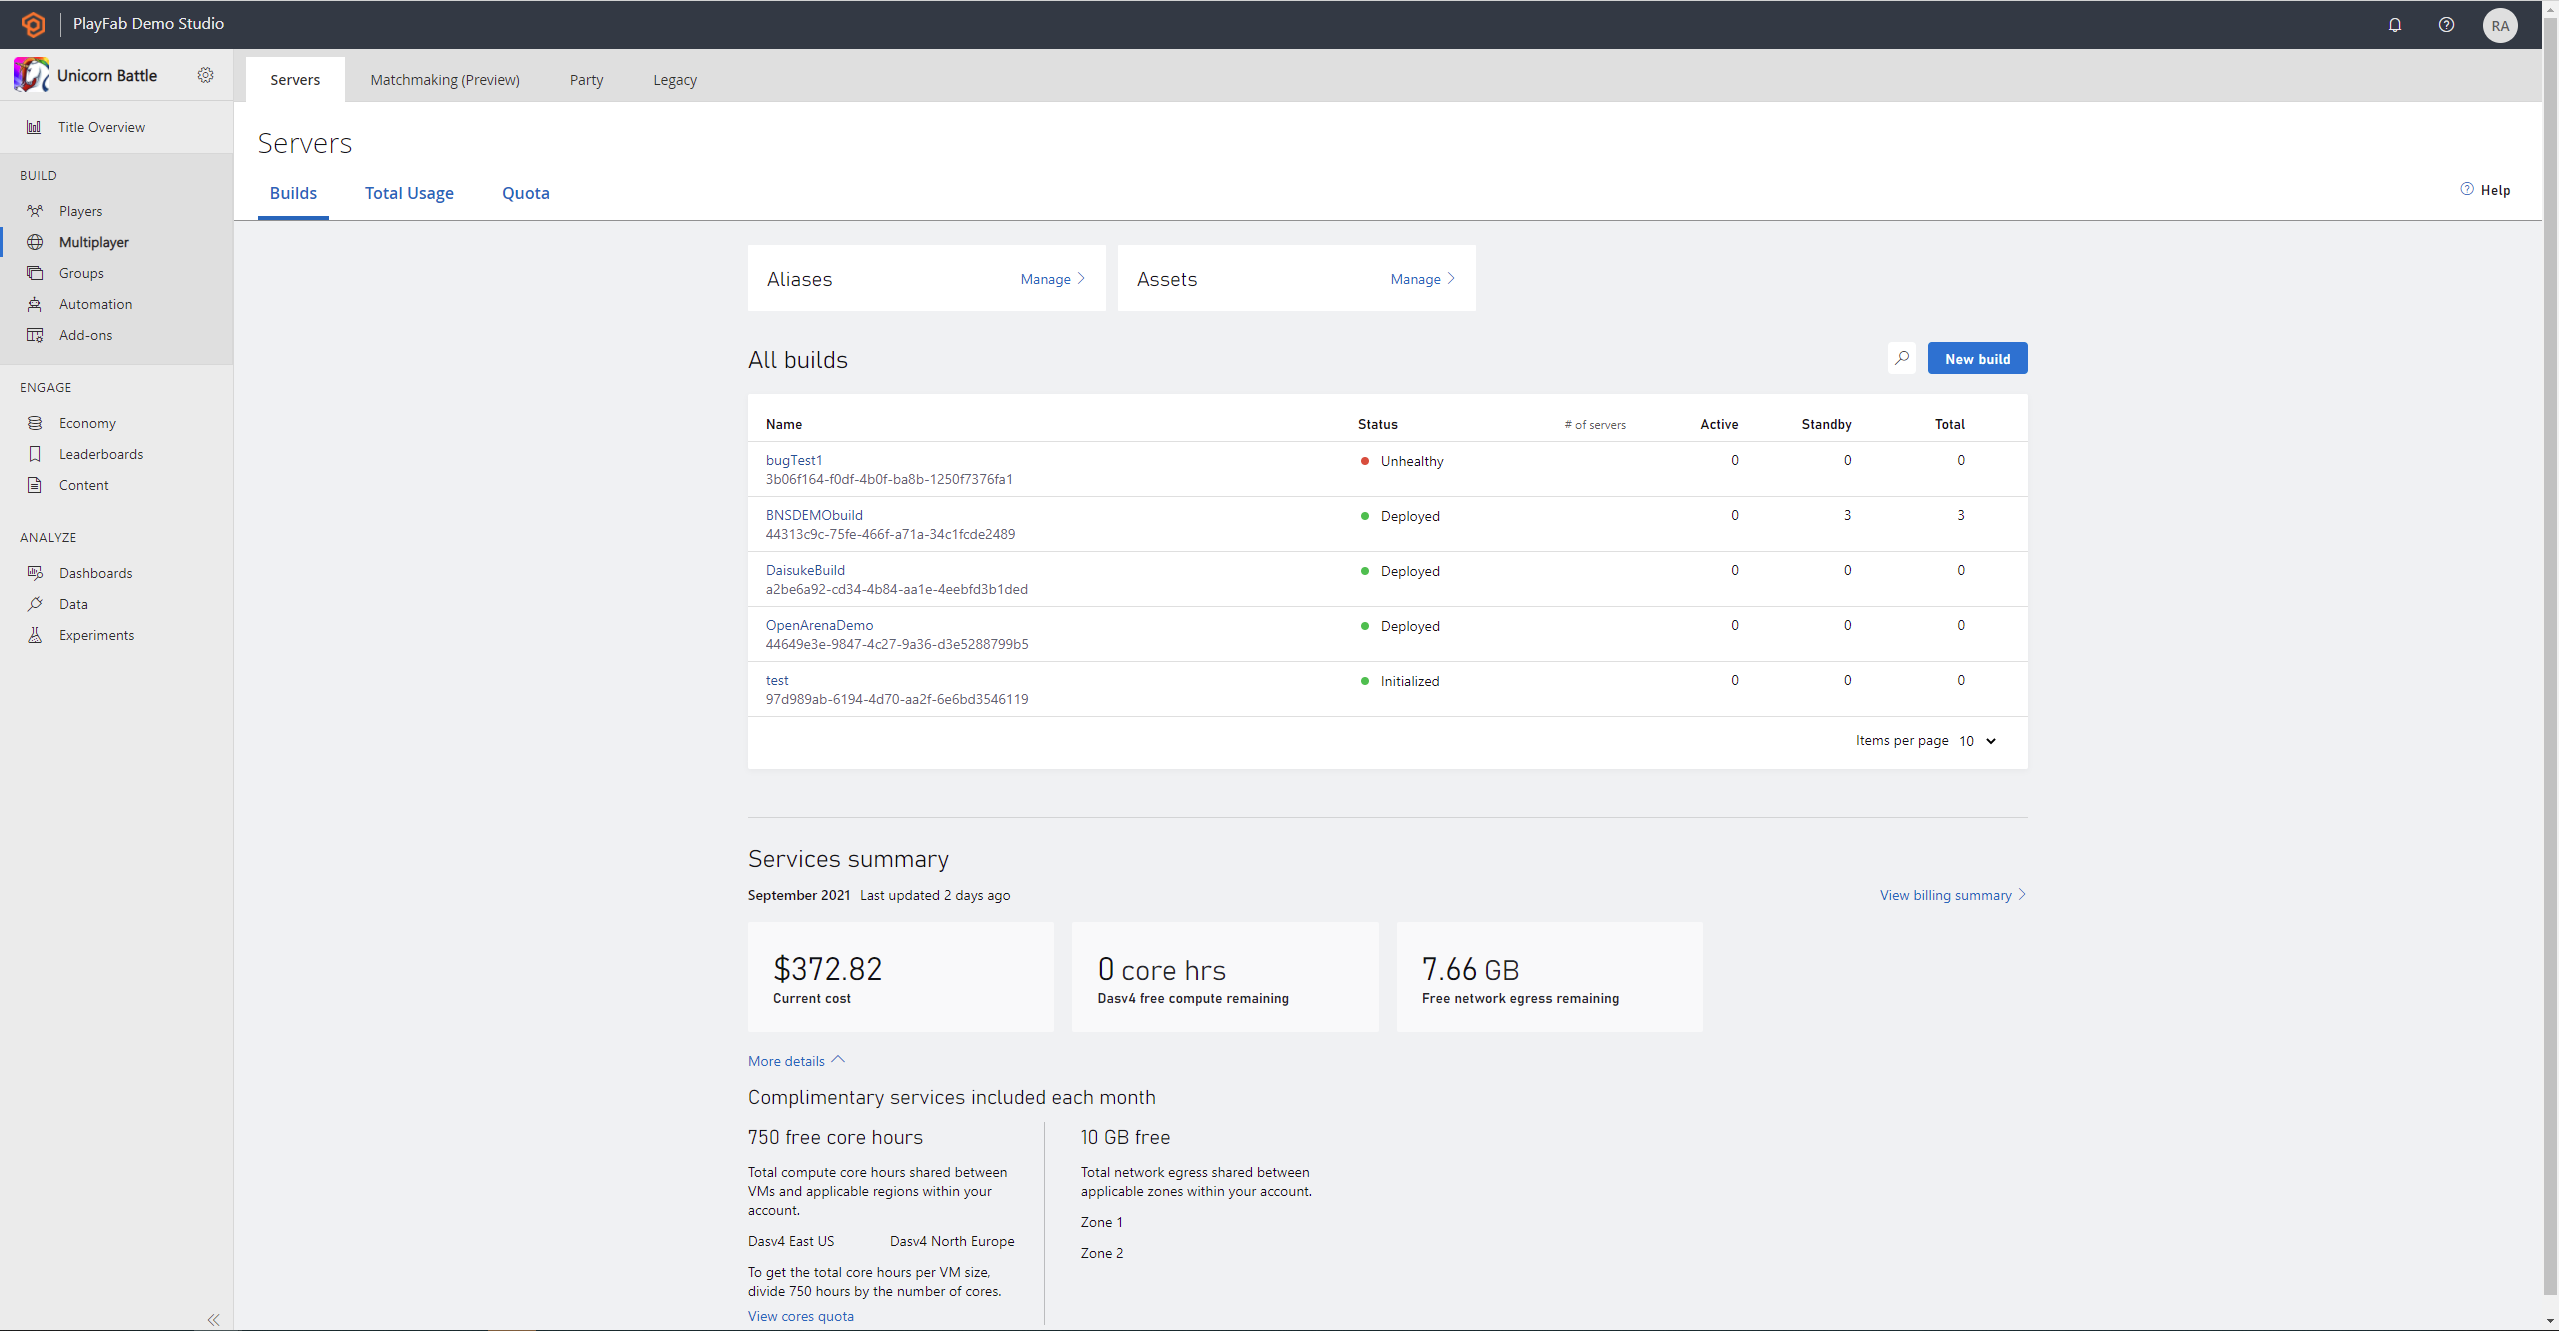 PlayFab Demo Studio
RA
Unicorn Battle
Servers Matchmaking (Preview) Party Legacy
Title Overview
BUILD
Players
Multiplayer
Groups
Automation
Add-ons
ENGAGE
Economy
Leaderboards
Content
ANALYZE
Dashboards
Data
Experiments
Servers
Builds Total Usage Quota
Help
Aliases Manage
Assets Manage
All builds
New build
Name Status # of servers Active Standby Total
bugTest1 Unhealthy 0 0 0
3b06f164-f0df-4b0f-ba8b-1250f7376fa1
BNSDEMObuild Deployed 0 3 3
44313c9c-75fe-466f-a71a-34c1fcde2489
DaisukeBuild Deployed 0 0 0
a2be6a92-cd34-4b84-aa1e-4eebfd3b1ded
OpenArenaDemo Deployed 0 0 0
44649e3e-9847-4c27-9a36-d3e5288799b5
test Initialized 0 0 0
97d989ab-6194-4d70-aa2f-6e6bd3546119
Items per page 10
Services summary
September 2021 Last updated 2 days ago
View billing summary
$372.82
Current cost
0 core hrs
Dasv4 free compute remaining
7.66 GB
Free network egress remaining
More details
Complimentary services included each month
750 free core hours
Total compute core hours shared between
VMs and applicable regions within your
account.
Dasv4 East US Dasv4 North Europe
To get the total core hours per VM size,
divide 750 hours by the number of cores.
View cores quota
10 GB free
Total network egress shared between
applicable zones within your account.
Zone 1
Zone 2